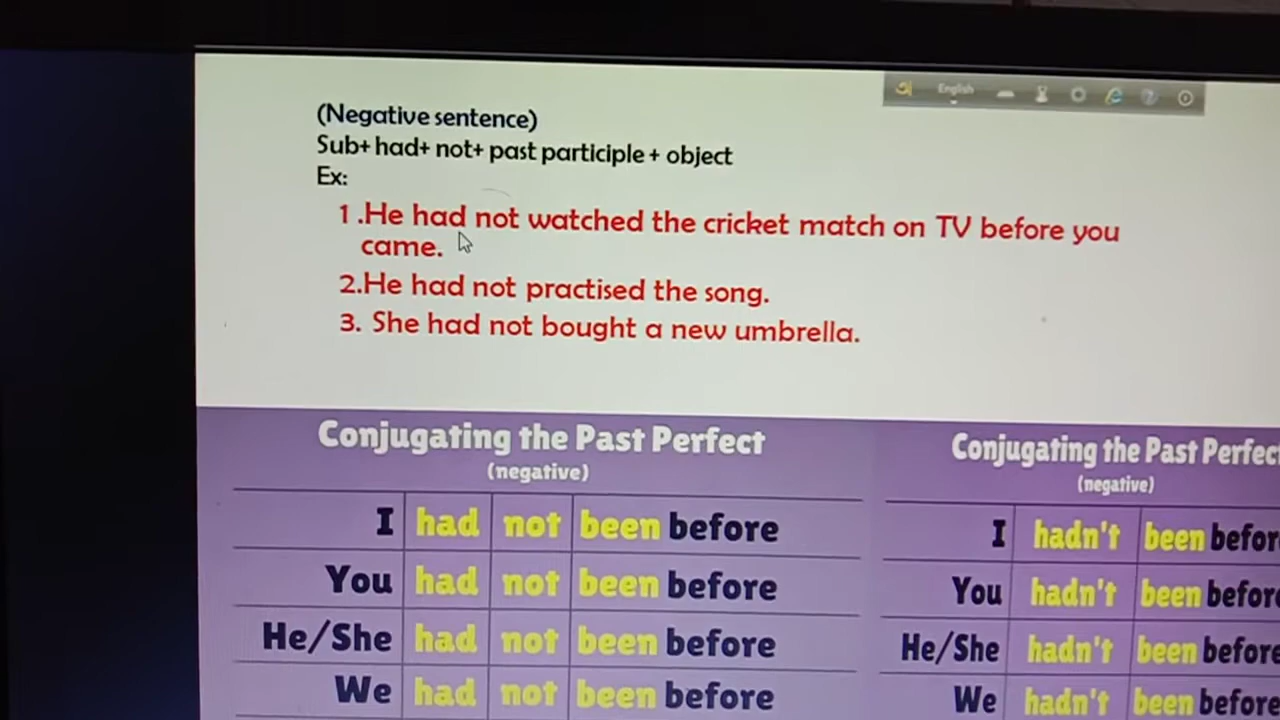 English
(Negative sentence)
Sub+ had+ not+ past participle + object
Ex:
1 .He had not watched the cricket match on TV before you
came.
2.He had not practised the song.
3. She had not bought a new umbrella.
Conjugating the Past Perfect
(negative)
I had not been before
You had not been before
He/She had not been before
We had not been before
Conjugating the Past Perfec
(negative)
I hadn't been befor
You hadn't been before
He/She hadn't been before
We hadn't been before